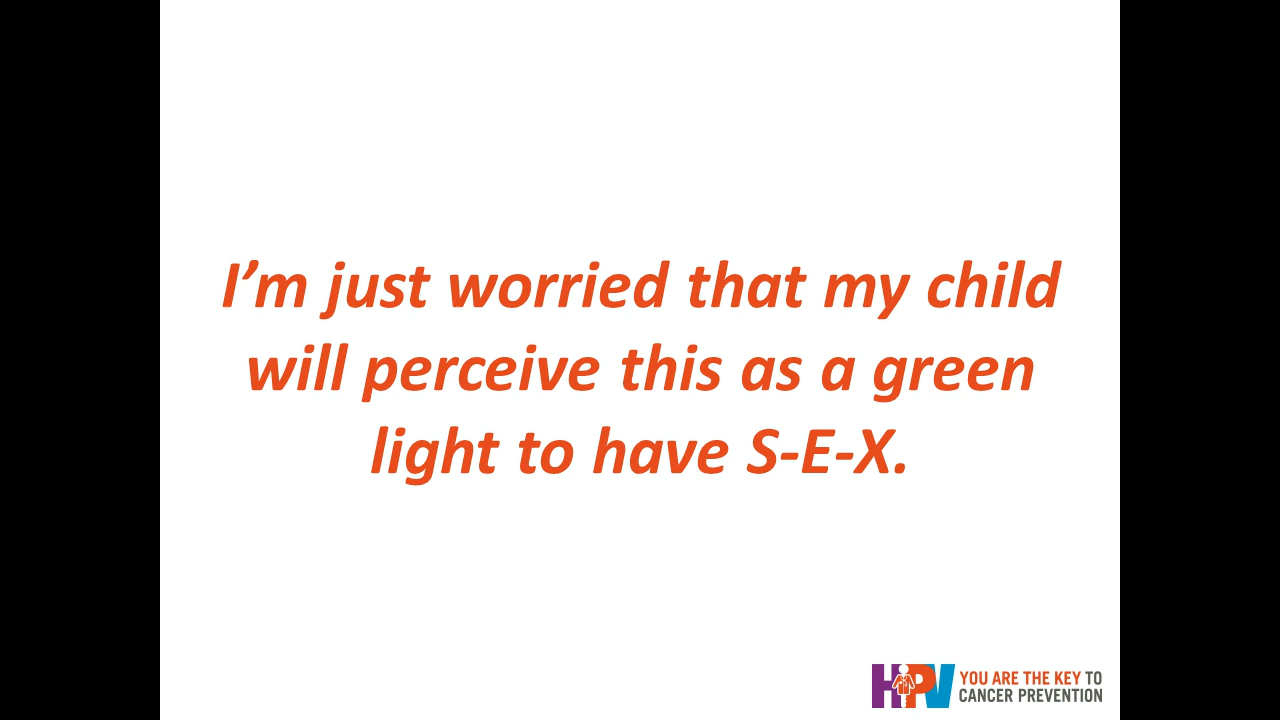 I'm just worried that my child
will perceive this as a green
light to have S-E-X.
HPV YOU ARE THE KEY TO
CANCER PREVENTION